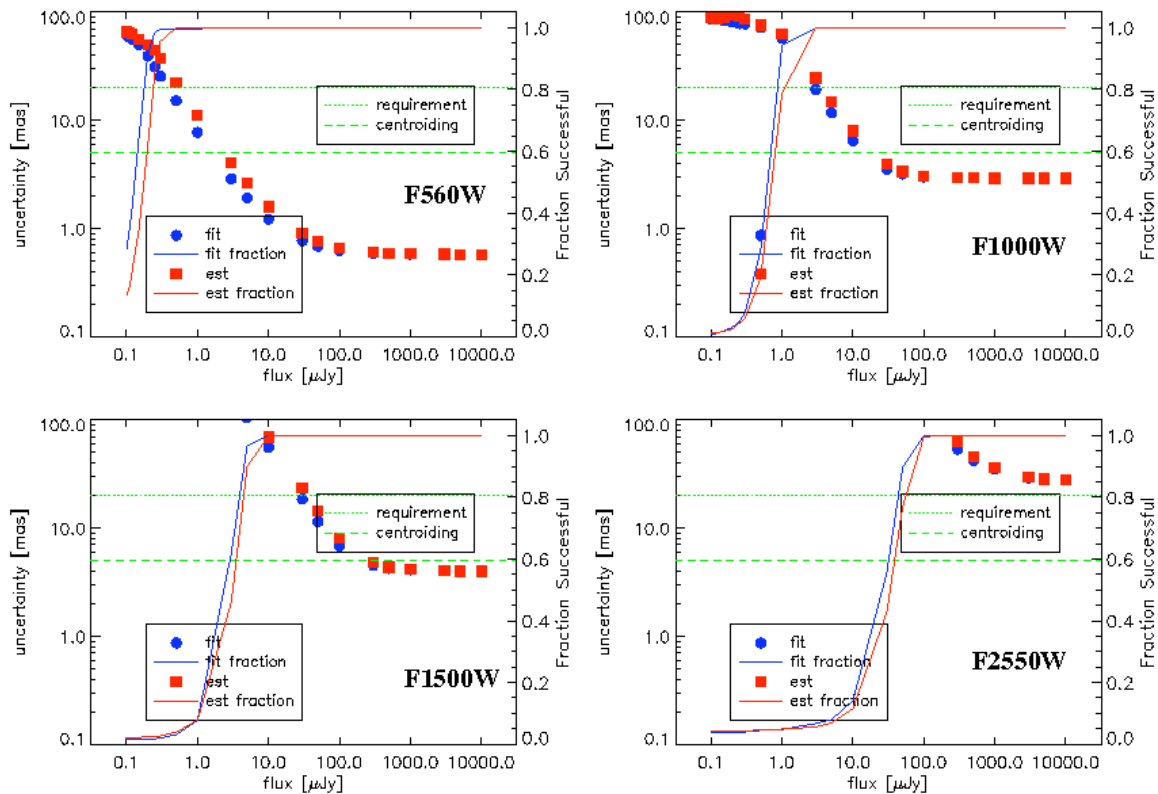 100.0
10.0
1.0
0.1
uncertainty [mas]
1.0
0.8
0.6
0.4
0.2
0.0
Fraction Successful
requirement
centroiding
F560W
fit
fit fraction
est
est fraction
0.1 1.0 10.0 100.0 1000.0 10000.0
flux [μJy]
100.0
10.0
1.0
0.1
uncertainty [mas]
1.0
0.8
0.6
0.4
0.2
0.0
Fraction Successful
requirement
centroiding
F1000W
fit
fit fraction
est
est fraction
0.1 1.0 10.0 100.0 1000.0 10000.0
flux [μJy]
100.0
10.0
1.0
0.1
uncertainty [mas]
1.0
0.8
0.6
0.4
0.2
0.0
Fraction Successful
requirement
centroiding
fit
fit fraction
est
est fraction
F1500W
0.1 1.0 10.0 100.0 1000.0 10000.0
flux [μJy]
100.0
10.0
1.0
0.1
uncertainty [mas]
1.0
0.8
0.6
0.4
0.2
0.0
Fraction Successful
requirement
centroiding
fit
fit fraction
est
est fraction
F2550W
0.1 1.0 10.0 100.0 1000.0 10000.0
flux [μJy]